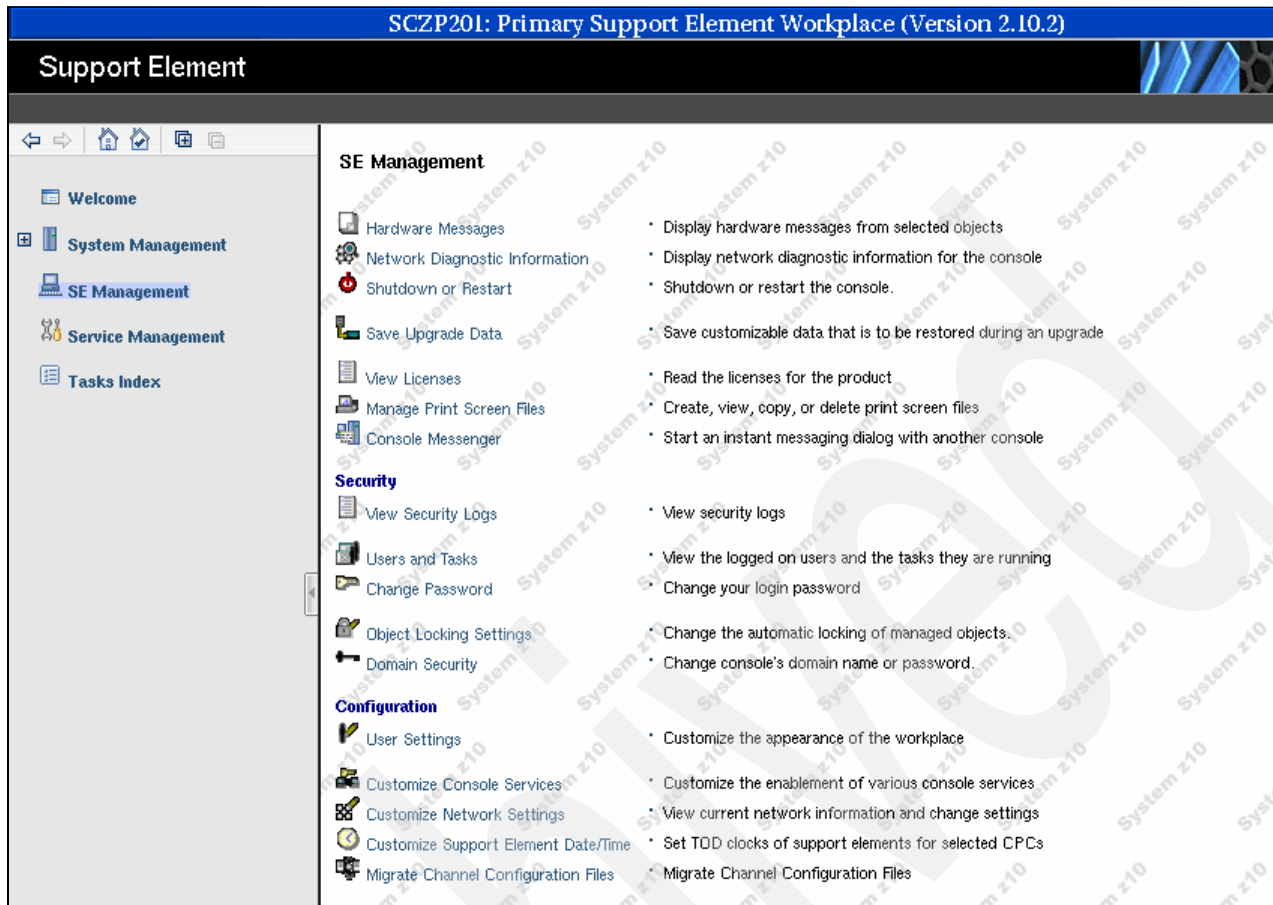 SCZP201: Primary Support Element Workplace (Version 2.10.2)
Support Element
Welcome
System Management
SE Management
Service Management
Tasks Index
SE Management
Hardware Messages · Display hardware messages from selected objects
Network Diagnostic Information · Display network diagnostic information for the console
Shutdown or Restart · Shutdown or restart the console.
Save Upgrade Data · Save customizable data that is to be restored during an upgrade
View Licenses · Read the licenses for the product
Manage Print Screen Files · Create, view, copy, or delete print screen files
Console Messenger · Start an instant messaging dialog with another console
Security
View Security Logs · View security logs
Users and Tasks · View the logged on users and the tasks they are running
Change Password · Change your login password
Object Locking Settings · Change the automatic locking of managed objects.
Domain Security · Change console's domain name or password.
Configuration
User Settings · Customize the appearance of the workplace
Customize Console Services · Customize the enablement of various console services
Customize Network Settings · View current network information and change settings
Customize Support Element Date/Time · Set TOD clocks of support elements for selected CPCs
Migrate Channel Configuration Files · Migrate Channel Configuration Files
System z10